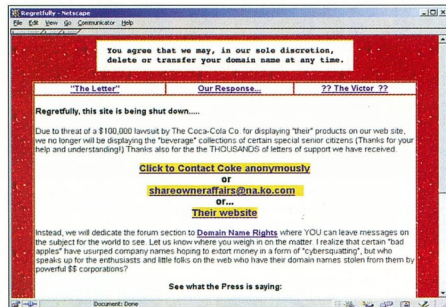 Regretfully - Netscape
File Edit View Go Communicator Help
You agree that we may, in our sole discretion,
delete or transfer your domain name at any time.
"The Letter" Our Response... ?? The Victor ??
Regretfully, this site is being shut down.....
Due to threat of a $100,000 lawsuit by The Coca-Cola Co. for displaying "their" products on our web site,
we no longer will be displaying the "beverage" collections of certain special senior citizens (Thanks for your
help and understanding!) Thanks also for the the THOUSANDS of letters of support we have received.
Click to Contact Coke anonymously
or
shareowneraffairs@na.ko.com
or...
Their website
Instead, we will dedicate the forum section to Domain Name Rights where YOU can leave messages on
the subject for the world to see. Let us know where you weigh in on the matter. I realize that certain "bad
apples" have usurped company names hoping to extort money in a form of "cybersquatting", but who
speaks up for the enthusiasts and little folks on the web who have their domain names stolen from them by
powerful $$ corporations?
See what the Press is saying:
Document: Done